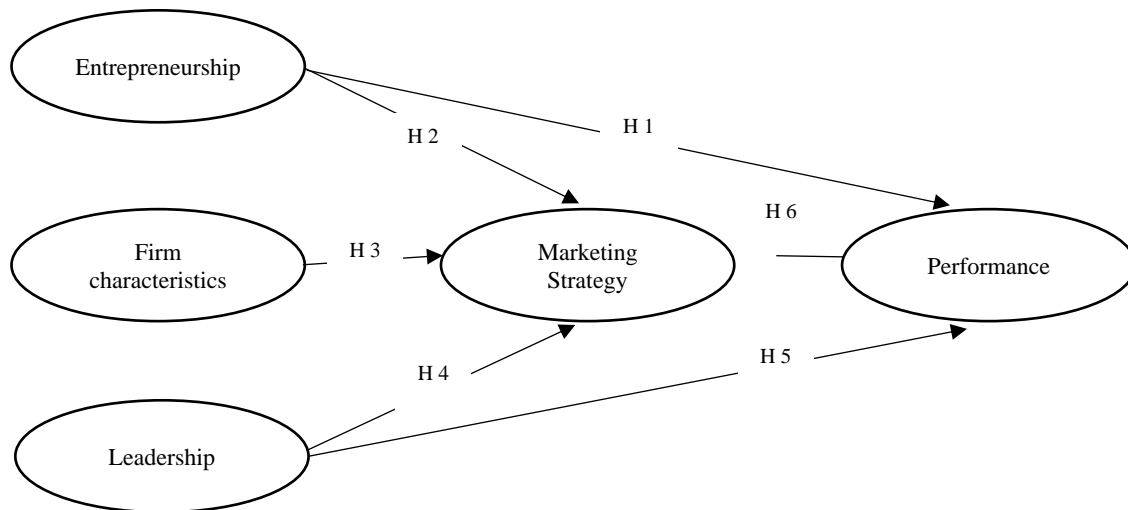 Entrepreneurship
H 1
H 2
H 6
Firm
characteristics
H 3
Marketing
Strategy
Performance
H 4
H 5
Leadership